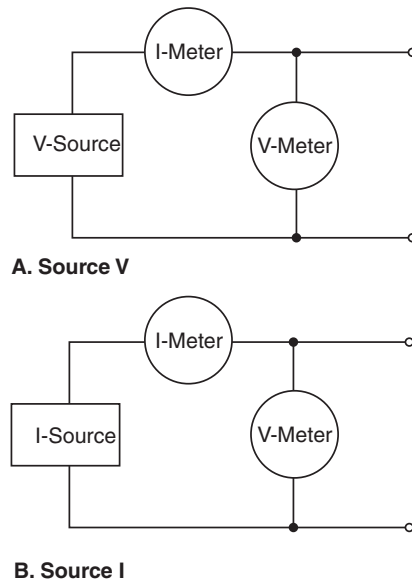 I-Meter
V-Source
V-Meter
A. Source V
I-Meter
I-Source
V-Meter
B. Source I